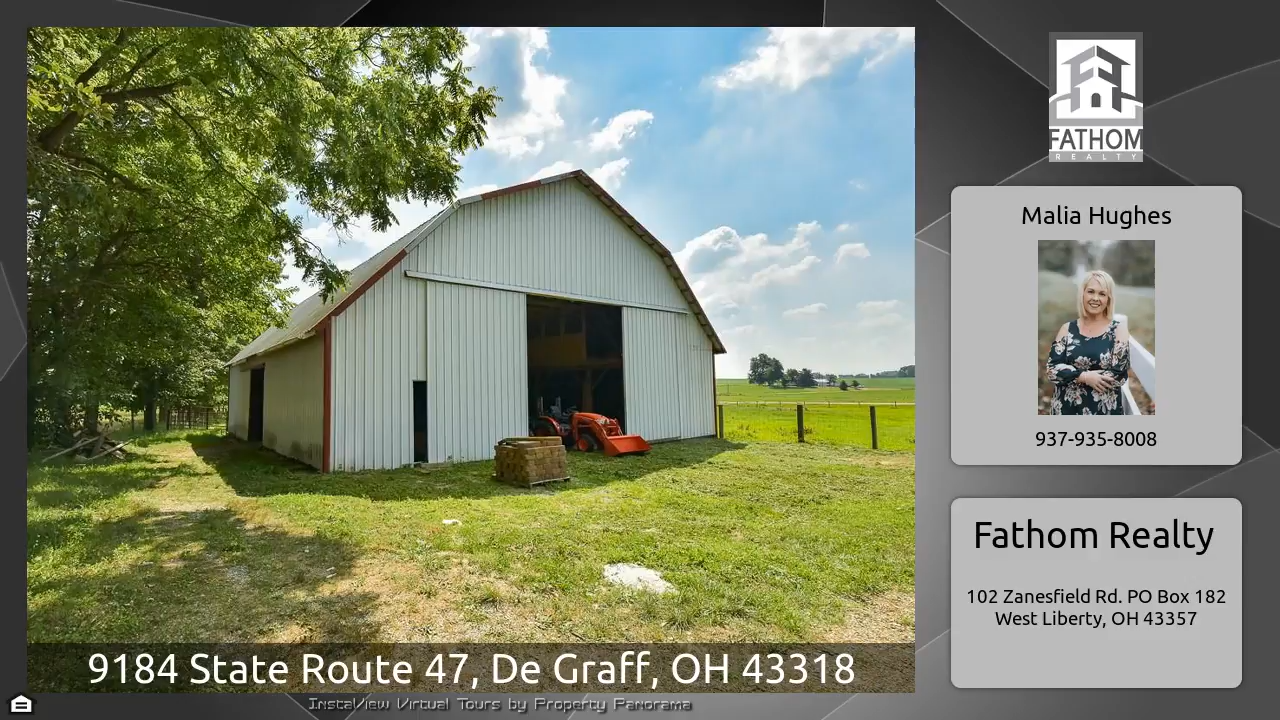 FATHOM
REALTY
Malia Hughes
937-935-8008
Fathom Realty
102 Zanesfield Rd. PO Box 182
West Liberty, OH 43357
9184 State Route 47, De Graff, OH 43318
InstaView Virtual Tours by Property Panorama